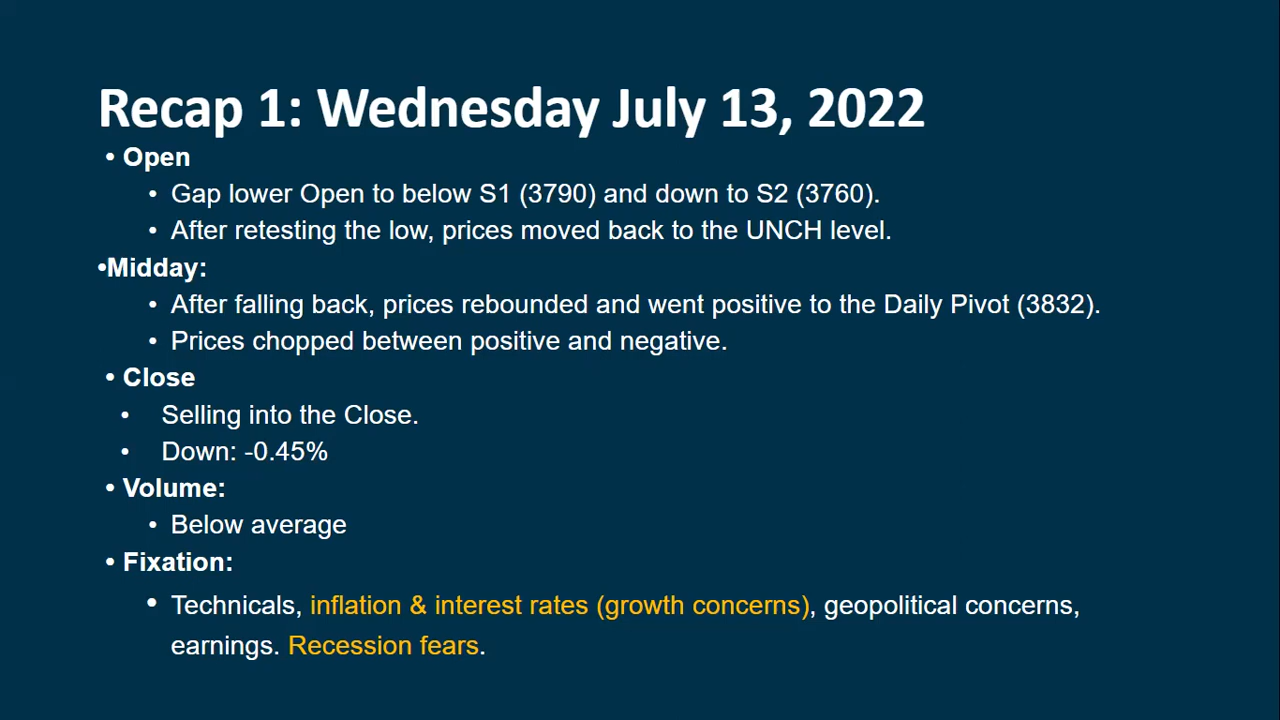 Recap 1: Wednesday July 13, 2022
• Open
• Gap lower Open to below S1 (3790) and down to S2 (3760).
• After retesting the low, prices moved back to the UNCH level.
•Midday:
• After falling back, prices rebounded and went positive to the Daily Pivot (3832).
• Prices chopped between positive and negative.
• Close
• Selling into the Close.
• Down: -0.45%
• Volume:
• Below average
• Fixation:
• Technicals, inflation & interest rates (growth concerns), geopolitical concerns,
earnings. Recession fears.